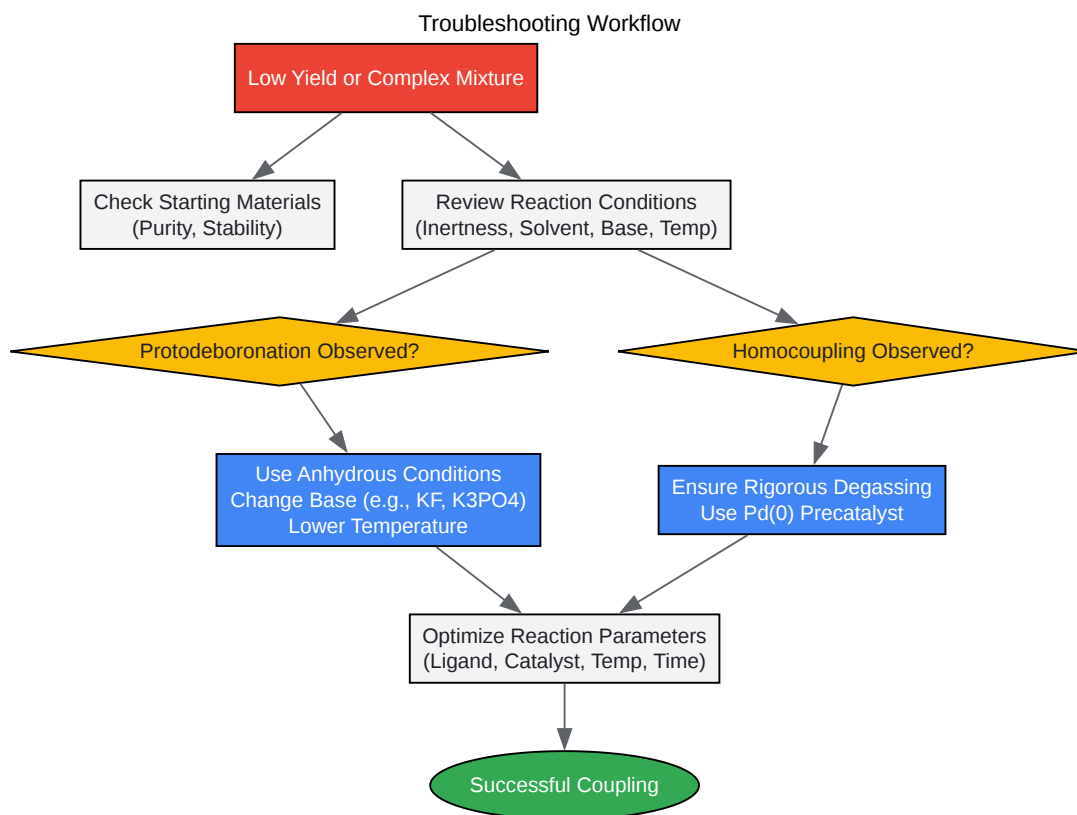 Troubleshooting Workflow
Low Yield or Complex Mixture
Check Starting Materials
(Purity, Stability)
Review Reaction Conditions
(Inertness, Solvent, Base, Temp)
Protodeboronation Observed?
Homocoupling Observed?
Use Anhydrous Conditions
Change Base (e.g., KF, K3PO4)
Lower Temperature
Ensure Rigorous Degassing
Use Pd(0) Precatalyst
Optimize Reaction Parameters
(Ligand, Catalyst, Temp, Time)
Successful Coupling